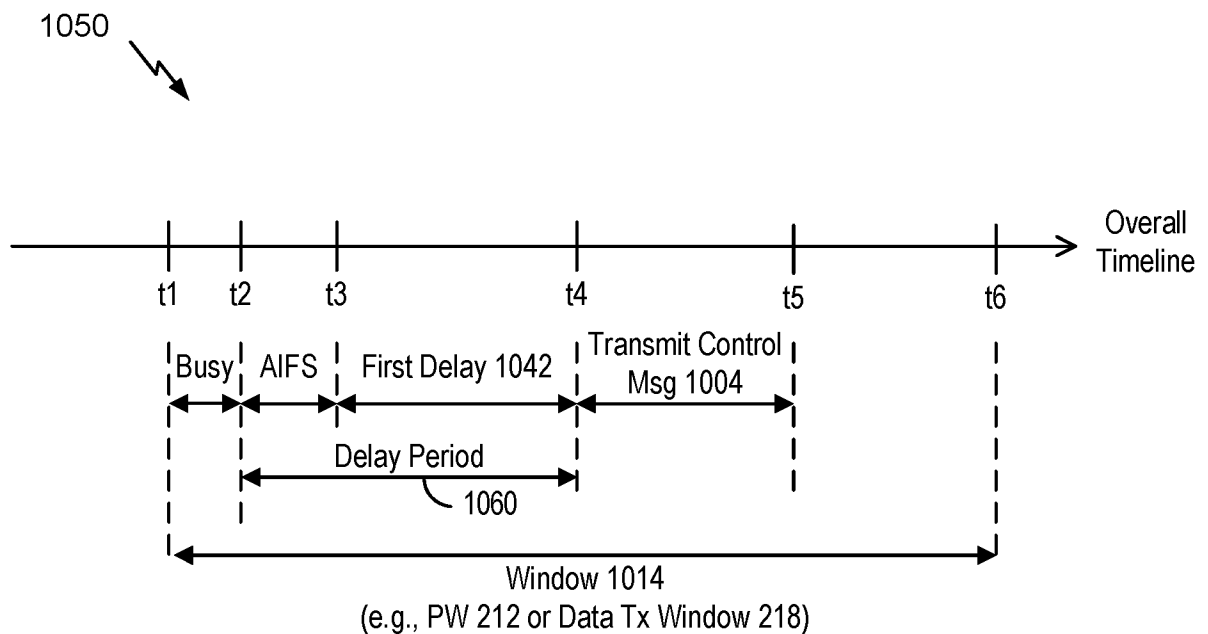 1050
Overall
Timeline
t1 t2 t3 t4 t5 t6
Transmit Control
Busy AIFS First Delay 1042 Msg 1004
Delay Period
1060
Window 1014
(e.g., PW 212 or Data Tx Window 218)